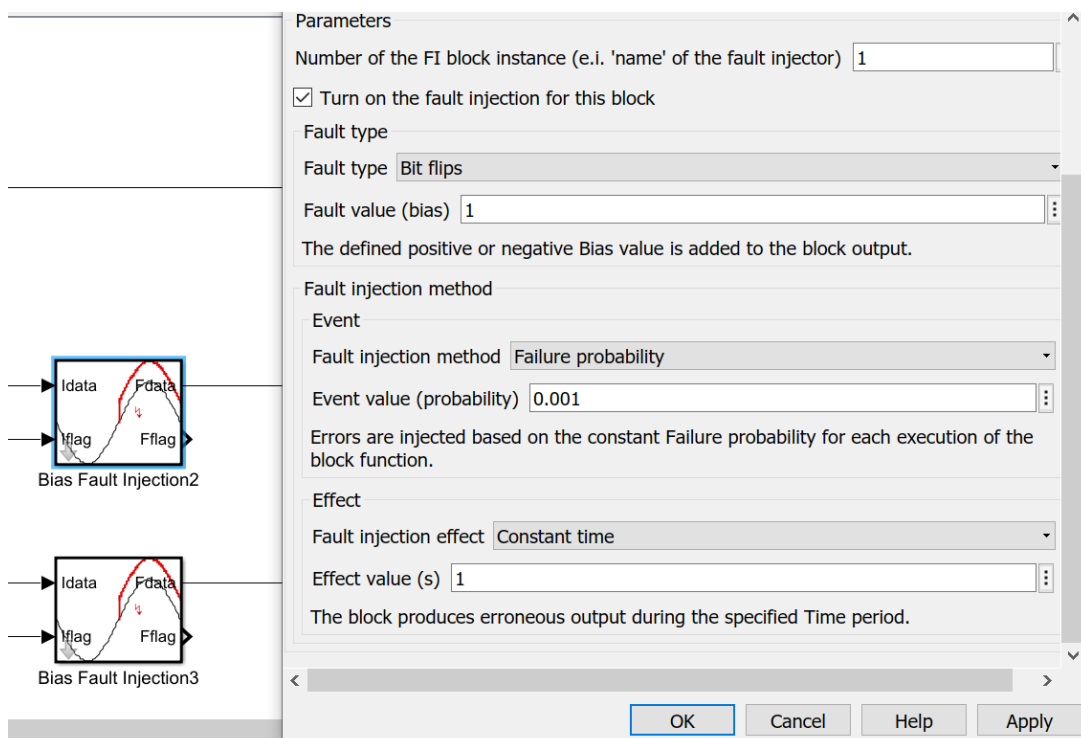 Parameters
Number of the FI block instance (e.i. 'name' of the fault injector) 1
Turn on the fault injection for this block
Fault type
Fault type Bit flips
Fault value (bias) 1
The defined positive or negative Bias value is added to the block output.
Fault injection method
Event
Fault injection method Failure probability
Event value (probability) 0.001
Errors are injected based on the constant Failure probability for each execution of the
block function.
Effect
Fault injection effect Constant time
Effect value (s) 1
The block produces erroneous output during the specified Time period.
OK Cancel Help Apply
Idata Fdata
Iflag Fflag
Bias Fault Injection2
Idata Fdata
Iflag Fflag
Bias Fault Injection3